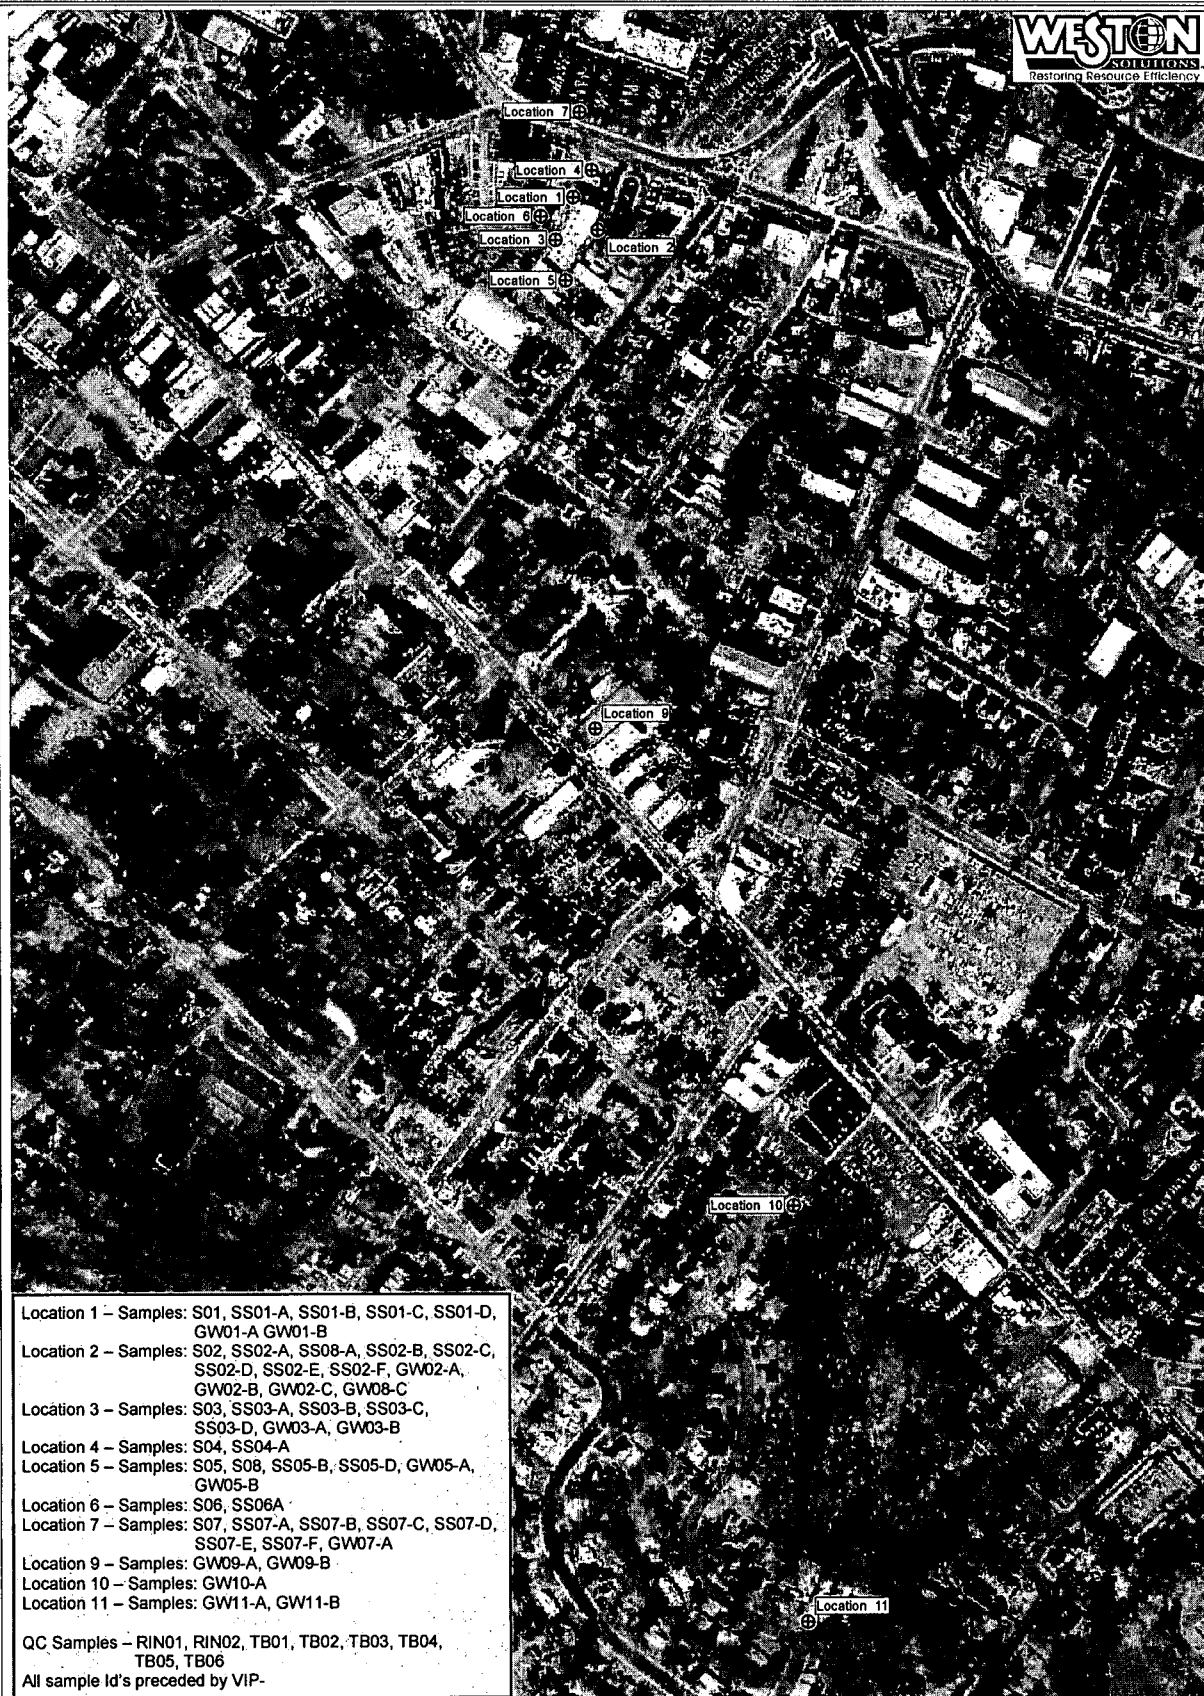 WESTON
SOLUTIONS
Restoring Resource Efficiency
Location 7
Location 4
Location 1
Location 6
Location 3
Location 2
Location 5
Location 9
Location 10
Location 11
Location 1 – Samples: S01, SS01-A, SS01-B, SS01-C, SS01-D,
GW01-A GW01-B
Location 2 – Samples: S02, SS02-A, SS08-A, SS02-B, SS02-C,
SS02-D, SS02-E, SS02-F, GW02-A,
GW02-B, GW02-C, GW08-C
Location 3 – Samples: S03, SS03-A, SS03-B, SS03-C,
SS03-D, GW03-A, GW03-B
Location 4 – Samples: S04, SS04-A
Location 5 – Samples: S05, S08, SS05-B, SS05-D, GW05-A,
GW05-B
Location 6 – Samples: S06, SS06A
Location 7 – Samples: S07, SS07-A, SS07-B, SS07-C, SS07-D,
SS07-E, SS07-F, GW07-A
Location 9 – Samples: GW09-A, GW09-B
Location 10 – Samples: GW10-A
Location 11 – Samples: GW11-A, GW11-B
QC Samples – RIN01, RIN02, TB01, TB02, TB03, TB04,
TB05, TB06
All sample Id's preceded by VIP-